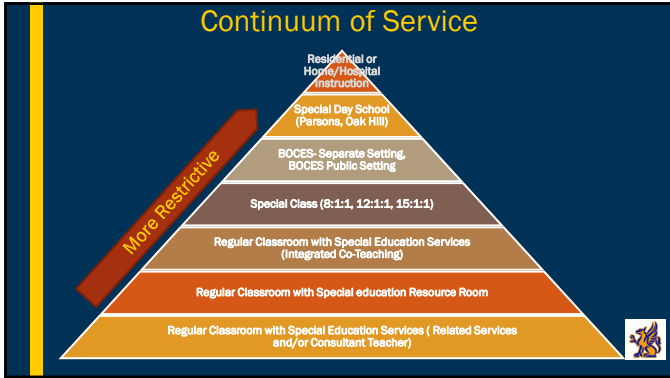 Continuum of Service
Residential or
Home/Hospital
Instruction
Special Day School
(Parsons, Oak Hill)
BOCES- Separate Setting,
BOCES Public Setting
More Restrictive
Special Class (8:1:1, 12:1:1, 15:1:1)
Regular Classroom with Special Education Services
(Integrated Co-Teaching)
Regular Classroom with Special education Resource Room
Regular Classroom with Special Education Services ( Related Services
and/or Consultant Teacher)